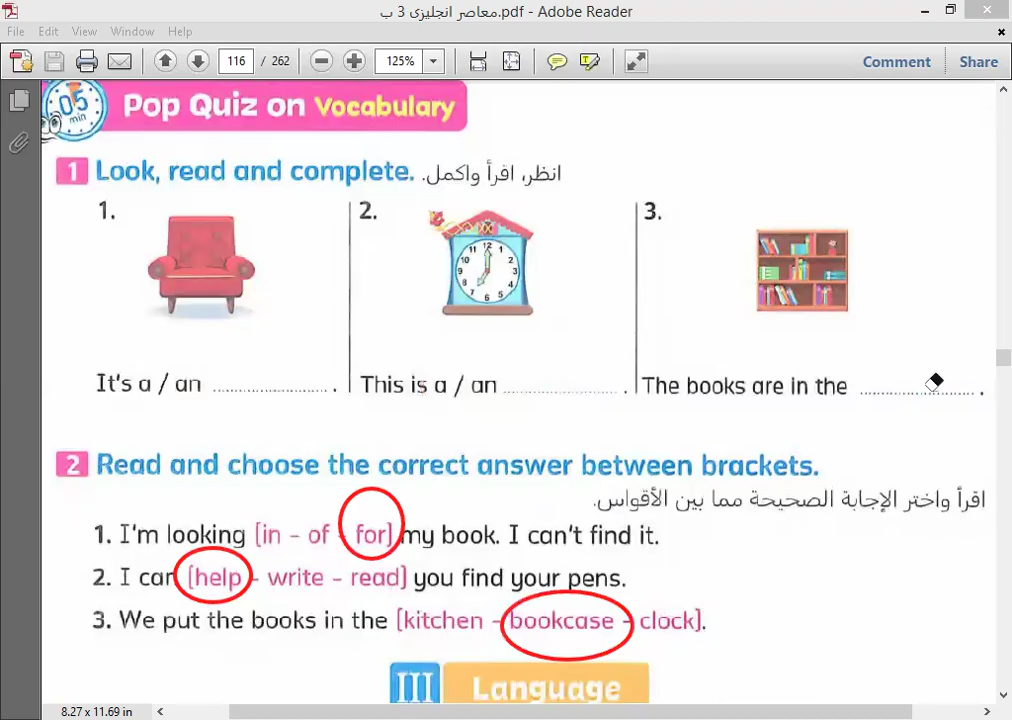 معاصر انجليزى 3 ب.pdf - Adobe Reader
File Edit View Window Help
116 / 262 125% Comment Share
05 min
Pop Quiz on Vocabulary
1 Look, read and complete. انظر، اقرأ واكمل.
1. 2. 3.
It's a / an .................... . This is a / an .................... . The books are in the .................... .
2 Read and choose the correct answer between brackets.
اقرأ واختر الإجابة الصحيحة مما بين الأقواس.
1. I'm looking [in - of - for] my book. I can't find it.
2. I can [help - write - read] you find your pens.
3. We put the books in the [kitchen - bookcase - clock].
III Language
8.27 x 11.69 in